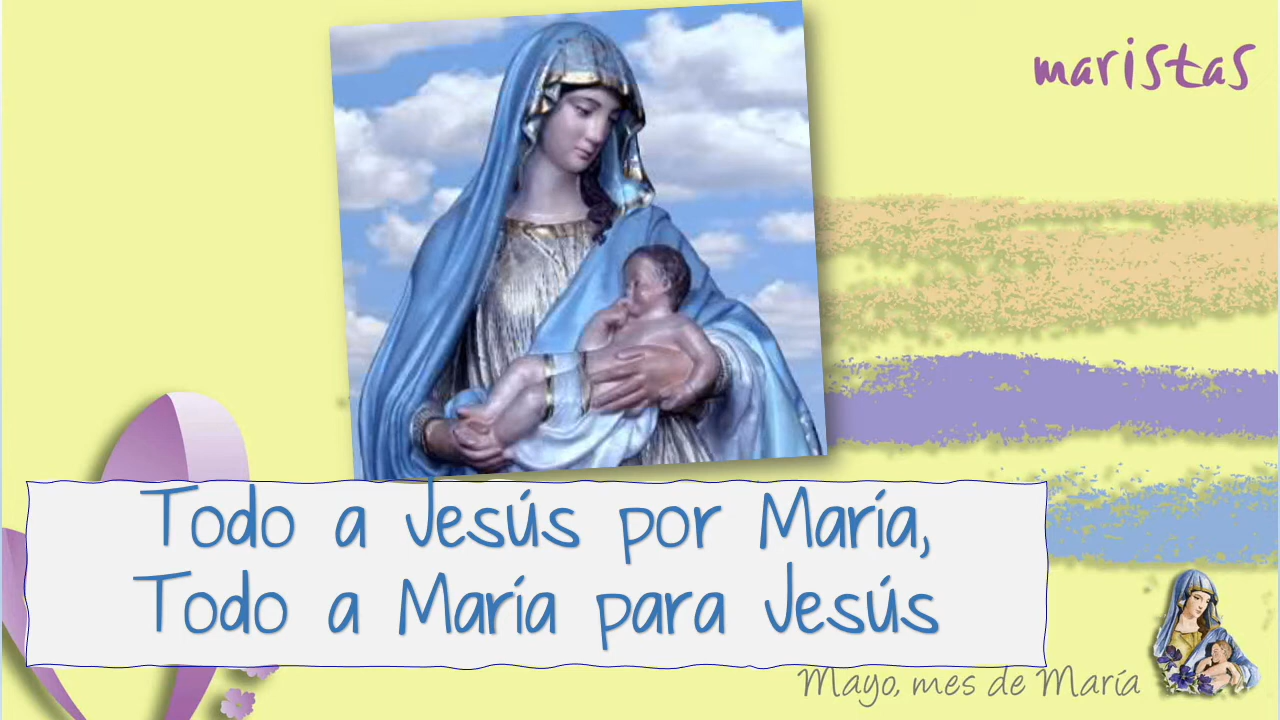 maristas
Todo a Jesús por María,
Todo a María para Jesús
Mayo, mes de María